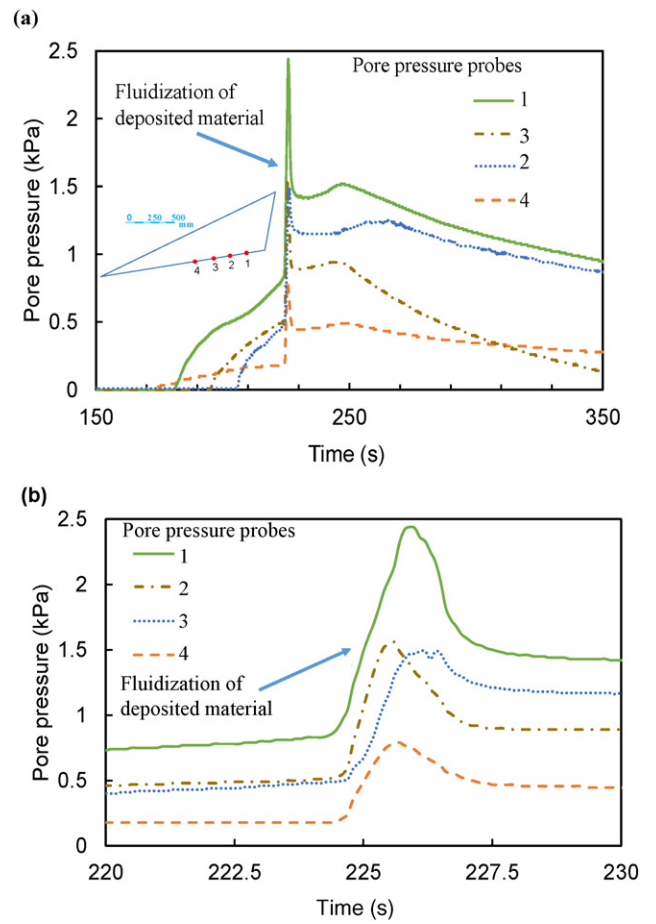 (a)
2.5
2
1.5
1
0.5
0
Pore pressure (kPa)
Fluidization of
deposited material
Pore pressure probes
1
3
2
4
0 250 500
mm
4 3 2 1
150
250
350
Time (s)
(b)
2.5
2
1.5
1
0.5
0
Pore pressure (kPa)
Pore pressure probes
1
2
3
4
Fluidization of
deposited material
220
222.5
225
227.5
230
Time (s)